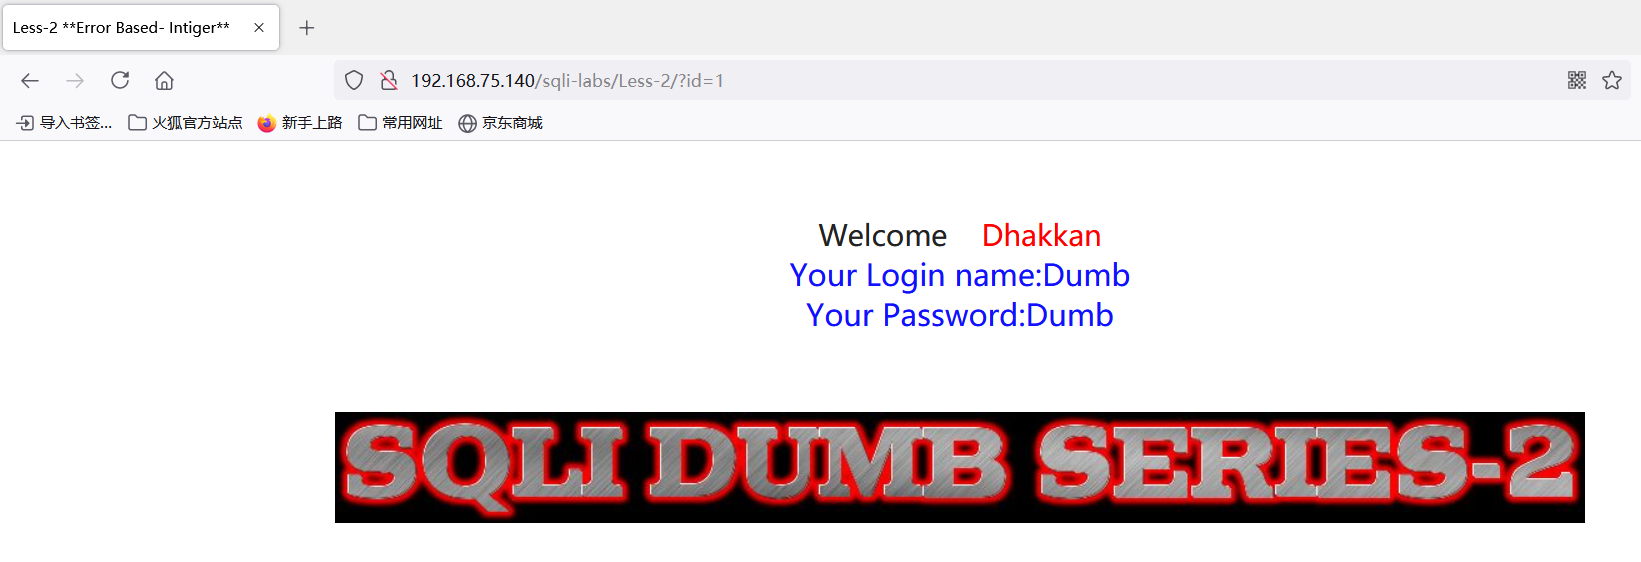 Less-2 **Error Based- Intiger**
192.168.75.140/sqli-labs/Less-2/?id=1
导入书签... 火狐官方站点 新手上路 常用网址 京东商城
Welcome Dhakkan
Your Login name:Dumb
Your Password:Dumb
SQLI DUMB SERIES-2